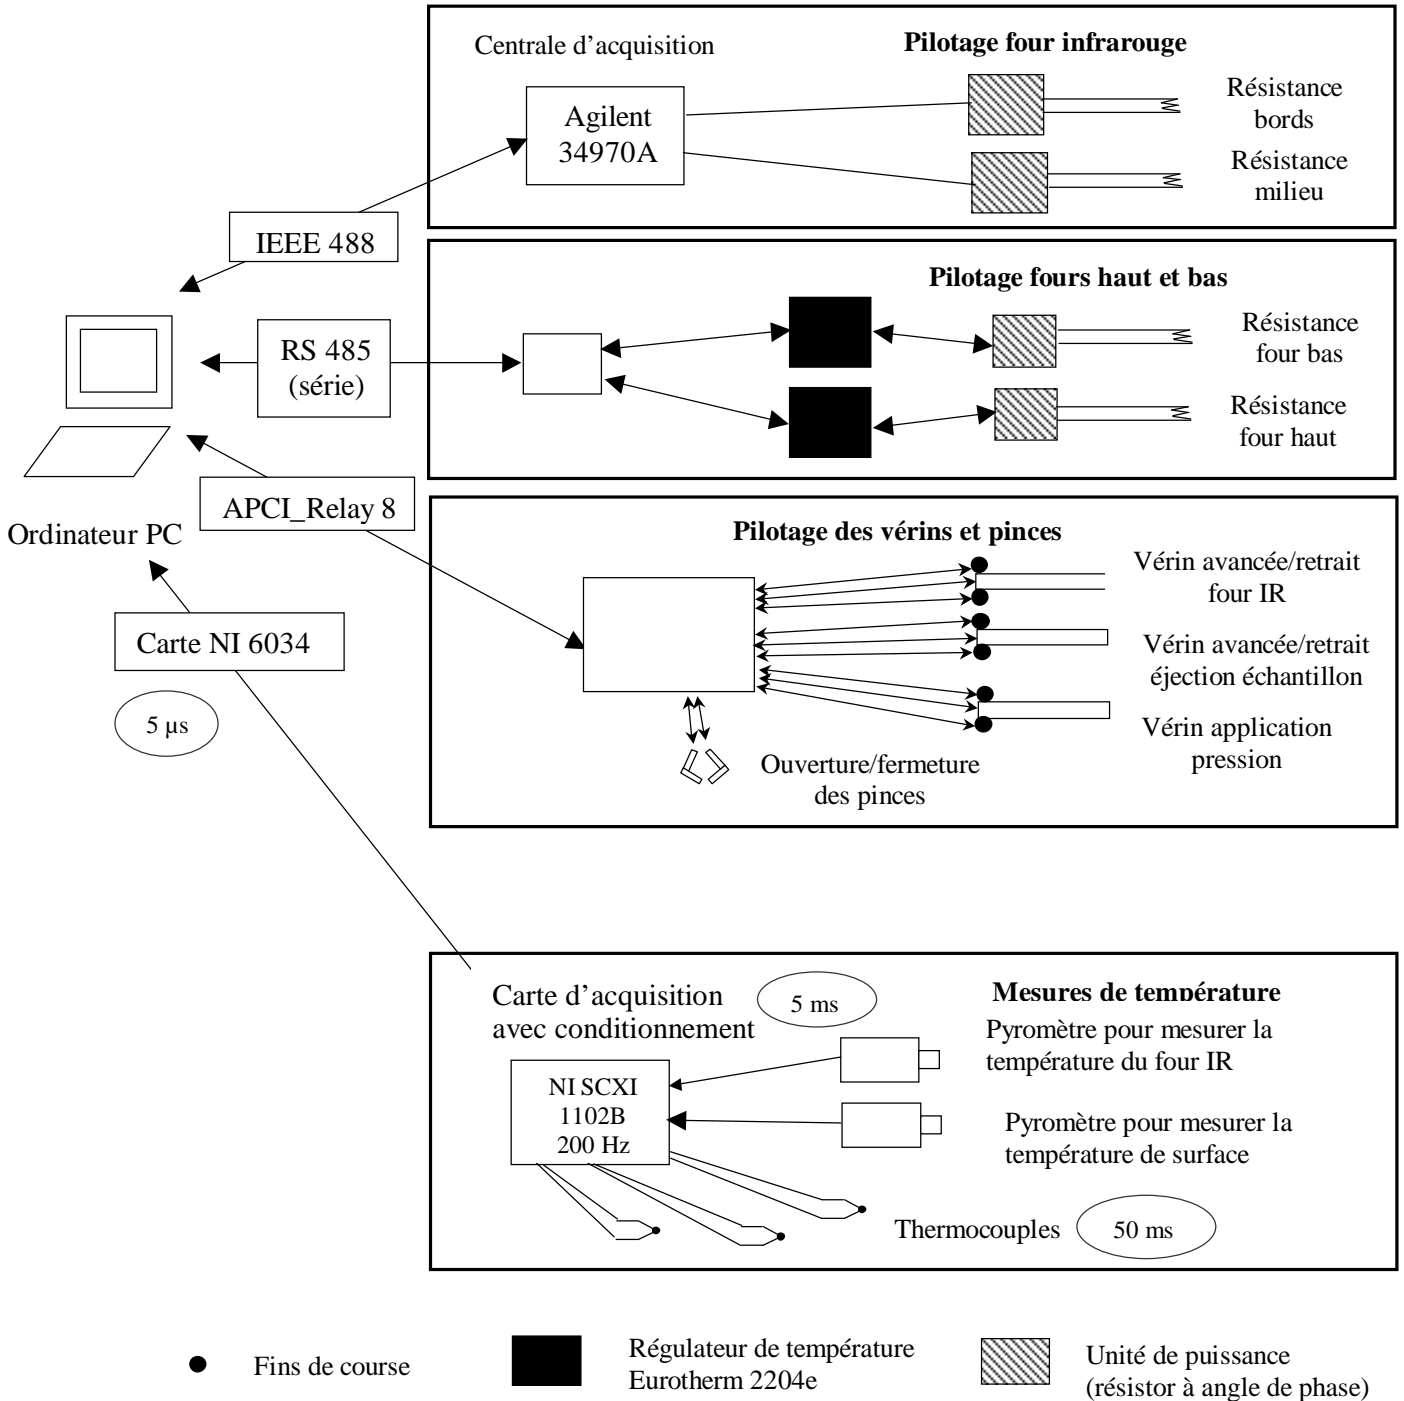 Centrale d'acquisition
Pilotage four infrarouge
Agilent
34970A
Résistance
bords
Résistance
milieu
IEEE 488
Pilotage fours haut et bas
RS 485
(série)
Résistance
four bas
Résistance
four haut
APCI_Relay 8
Ordinateur PC
Pilotage des vérins et pinces
Vérin avancée/retrait
four IR
Vérin avancée/retrait
éjection échantillon
Vérin application
pression
Ouverture/fermeture
des pinces
Carte NI 6034
5 µs
Carte d'acquisition
avec conditionnement
5 ms
Mesures de température
Pyromètre pour mesurer la
température du four IR
NI SCXI
1102B
200 Hz
Pyromètre pour mesurer la
température de surface
Thermocouples
50 ms
Fins de course
Régulateur de température
Eurotherm 2204e
Unité de puissance
(résistor à angle de phase)